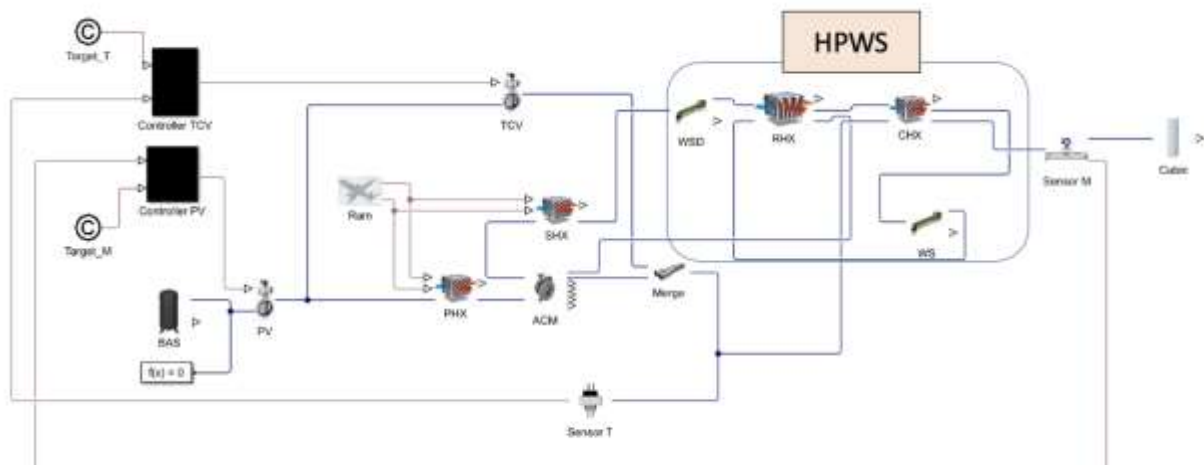 HPWS
C
Target_T
Controller TCV
TCV
WSD
RHX
CHX
Sensor M
Cabin
Controller PV
Ram
SHX
C
Target_M
WS
PHX
ACM
Merge
BAS
PV
f(x) = 0
Sensor T